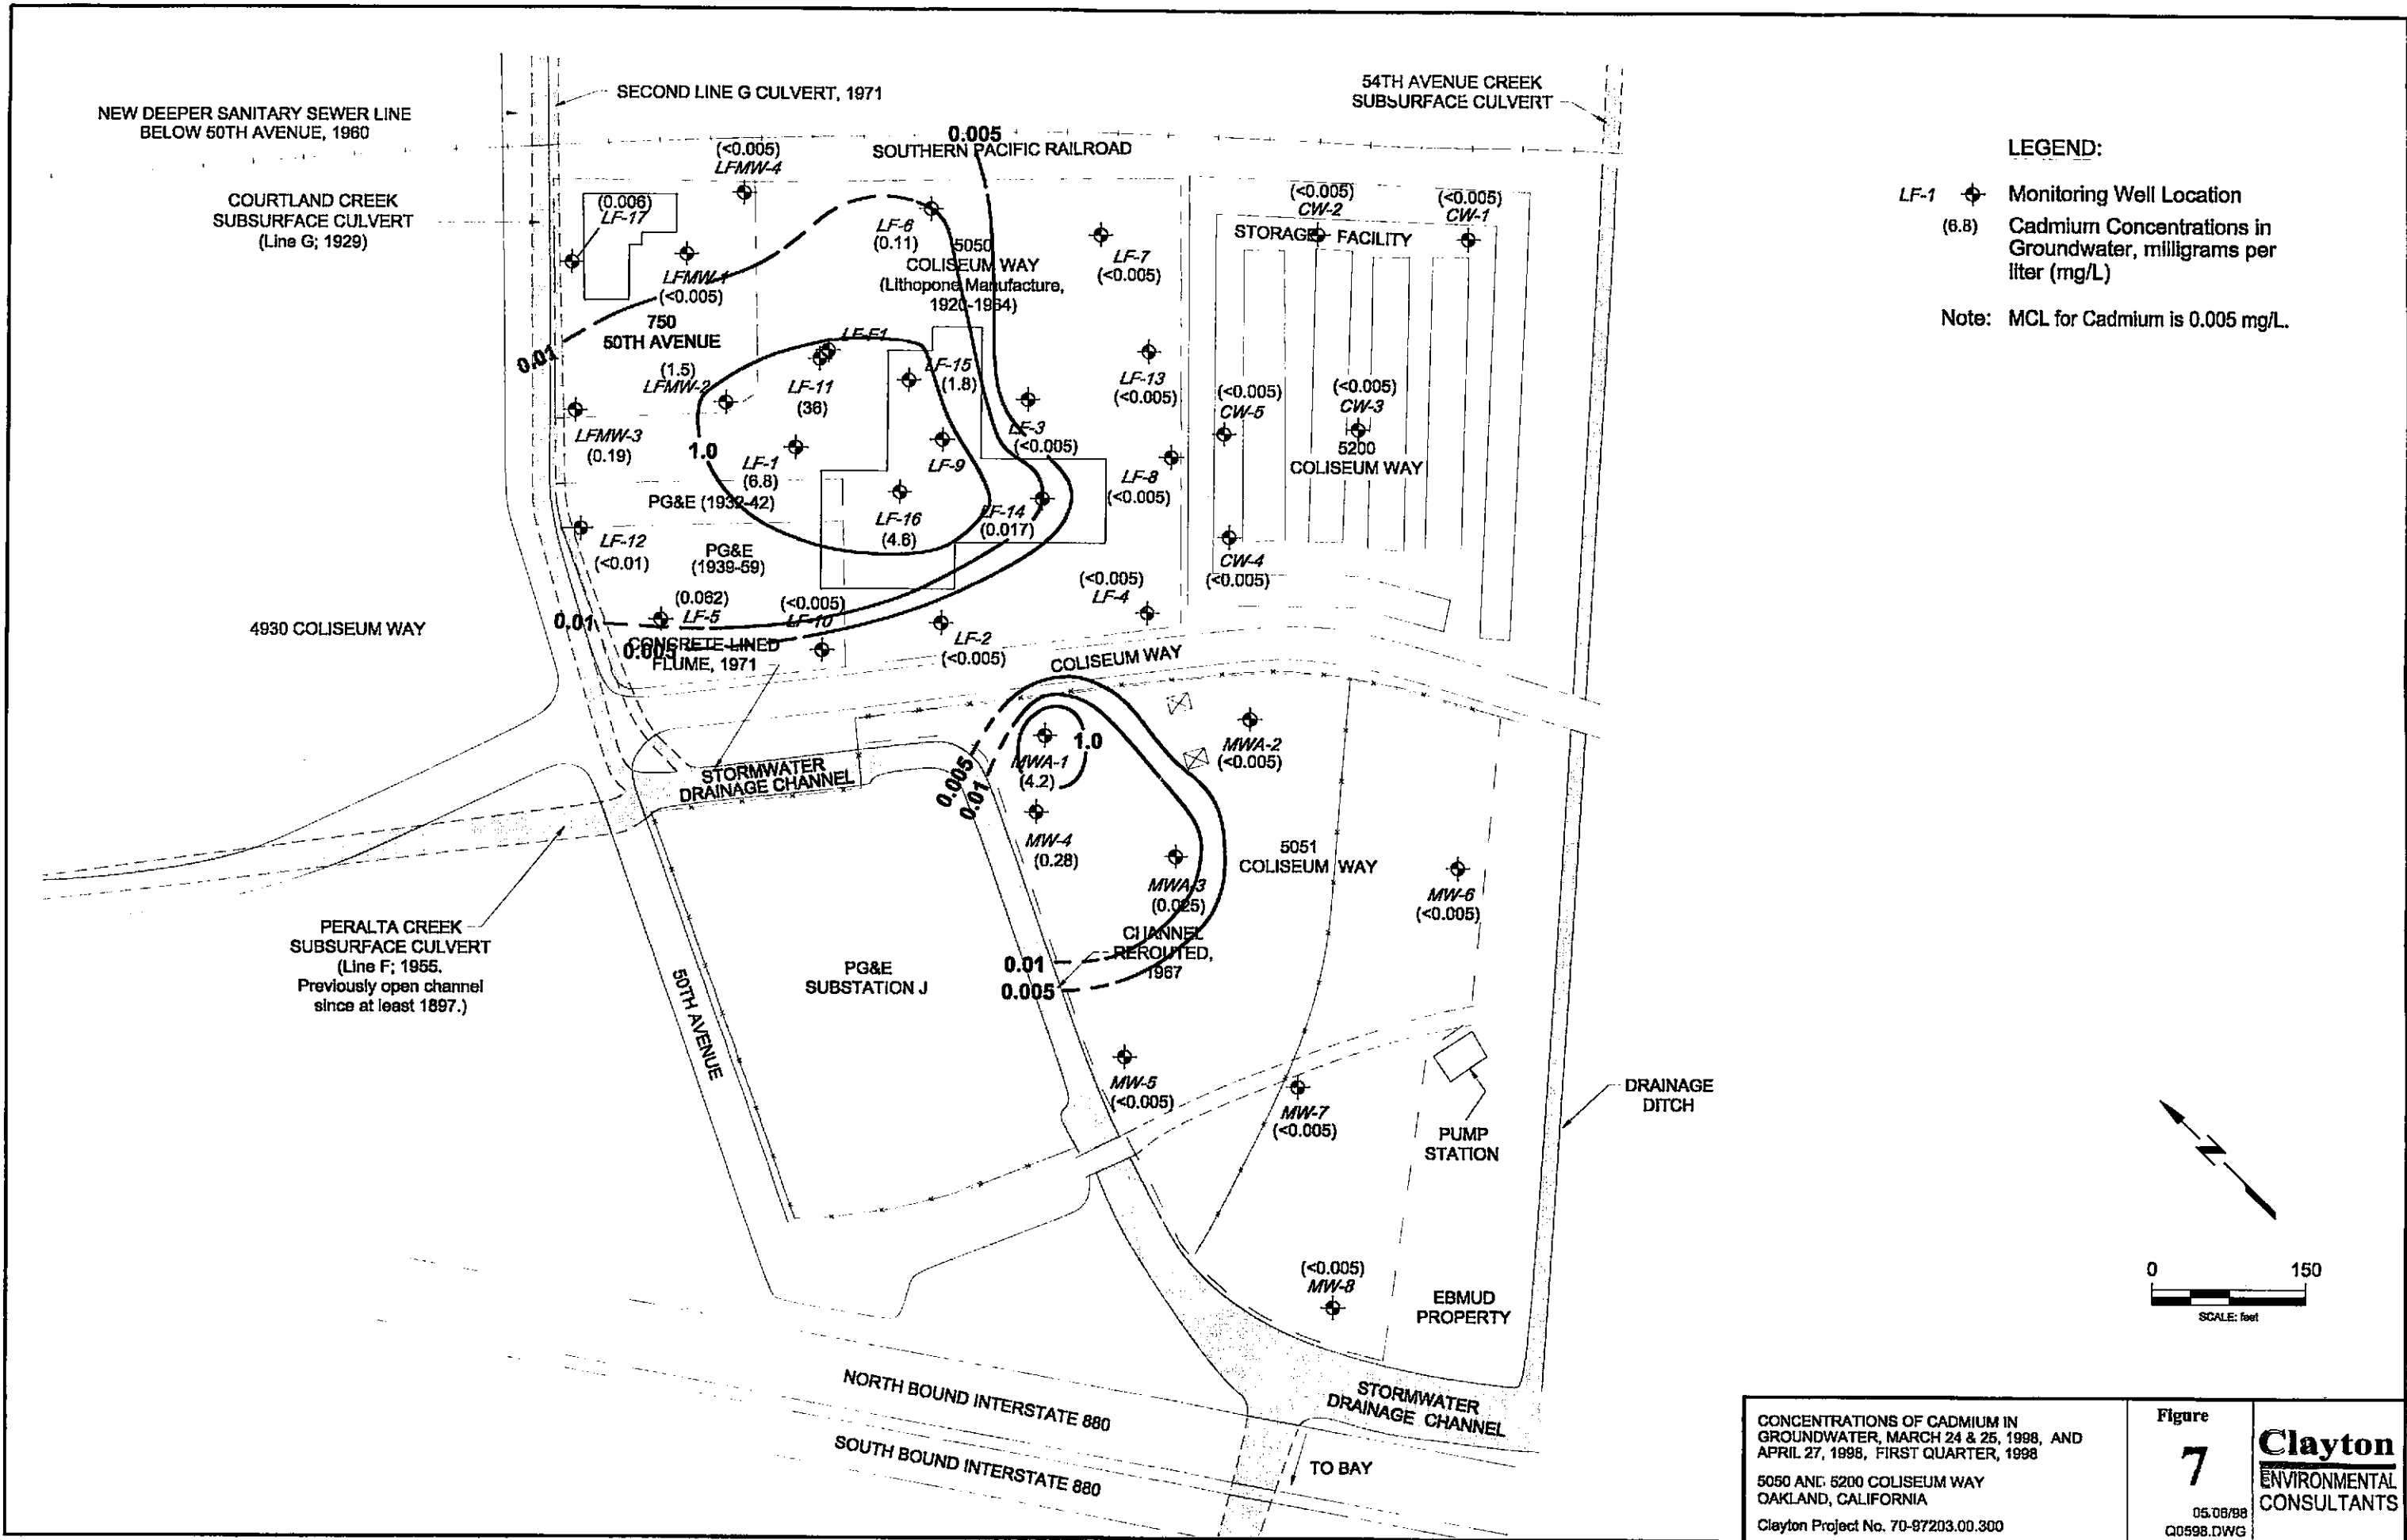 NEW DEEPER SANITARY SEWER LINE
BELOW 50TH AVENUE, 1960
SECOND LINE G CULVERT, 1971
54TH AVENUE CREEK
SUBSURFACE CULVERT
COURTLAND CREEK
SUBSURFACE CULVERT
(Line G; 1929)
0.005
SOUTHERN PACIFIC RAILROAD
(<0.005)
LFMW-4
(0.006)
LF-17
LF-6
(0.11)
5050
COLISEUM WAY
(Lithopone Manufacture,
1920-1964)
LF-7
(<0.005)
(<0.005)
CW-2
(<0.005)
CW-1
STORAGE FACILITY
LFMW-1
(<0.005)
750
50TH AVENUE
0.01
(1.5)
LFMW-2
LF-F1
LF-11
(36)
LF-15
(1.8)
LF-13
(<0.005)
(<0.005)
CW-5
(<0.005)
CW-3
5200
COLISEUM WAY
LFMW-3
(0.19)
1.0
LF-1
(6.8)
LF-9
LF-3
(<0.005)
LF-8
(<0.005)
PG&E (1932-42)
LF-16
(4.6)
LF-14
(0.017)
LF-12
(<0.01)
PG&E
(1939-59)
CW-4
(<0.005)
(<0.005)
LF-4
(0.062)
LF-5
(<0.005)
LF-10
4930 COLISEUM WAY
0.01
0.005
CONCRETE-LINED
FLUME, 1971
LF-2
(<0.005)
COLISEUM WAY
STORMWATER
DRAINAGE CHANNEL
0.005
0.01
1.0
MWA-1
(4.2)
MWA-2
(<0.005)
MW-4
(0.28)
MWA-3
(0.025)
5051
COLISEUM WAY
MW-6
(<0.005)
PERALTA CREEK
SUBSURFACE CULVERT
(Line F; 1955.
Previously open channel
since at least 1897.)
CHANNEL
REROUTED,
1967
0.01
0.005
PG&E
SUBSTATION J
50TH AVENUE
MW-5
(<0.005)
MW-7
(<0.005)
PUMP
STATION
DRAINAGE
DITCH
(<0.005)
MW-8
EBMUD
PROPERTY
NORTH BOUND INTERSTATE 880
SOUTH BOUND INTERSTATE 880
STORMWATER
DRAINAGE CHANNEL
TO BAY
LEGEND:
LF-1 Monitoring Well Location
(6.8) Cadmium Concentrations in
Groundwater, milligrams per
liter (mg/L)
Note: MCL for Cadmium is 0.005 mg/L.
N
0 150
SCALE: feet
CONCENTRATIONS OF CADMIUM IN
GROUNDWATER, MARCH 24 & 25, 1998, AND
APRIL 27, 1998, FIRST QUARTER, 1998
5050 AND 5200 COLISEUM WAY
OAKLAND, CALIFORNIA
Clayton Project No. 70-97203.00.300
Figure
7
05/08/98
Q0598.DWG
Clayton
ENVIRONMENTAL
CONSULTANTS